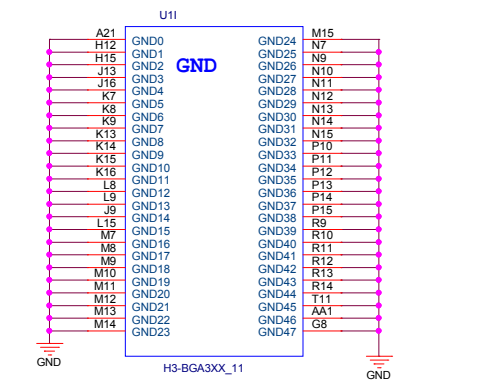 U1I
GND
A21 GND0 GND24 M15
H12 GND1 GND25 N7
H15 GND2 GND26 N9
J13 GND3 GND27 N10
J16 GND4 GND28 N11
K7 GND5 GND29 N12
K8 GND6 GND30 N13
K9 GND7 GND31 N14
K13 GND8 GND32 N15
K14 GND9 GND33 P10
K15 GND10 GND34 P11
K16 GND11 GND35 P12
L8 GND12 GND36 P13
L9 GND13 GND37 P14
J9 GND14 GND38 P15
L15 GND15 GND39 R9
M7 GND16 GND40 R10
M8 GND17 GND41 R11
M9 GND18 GND42 R12
M10 GND19 GND43 R13
M11 GND20 GND44 R14
M12 GND21 GND45 T11
M13 GND22 GND46 AA1
M14 GND23 GND47 G8
GND
H3-BGA3XX_11
GND